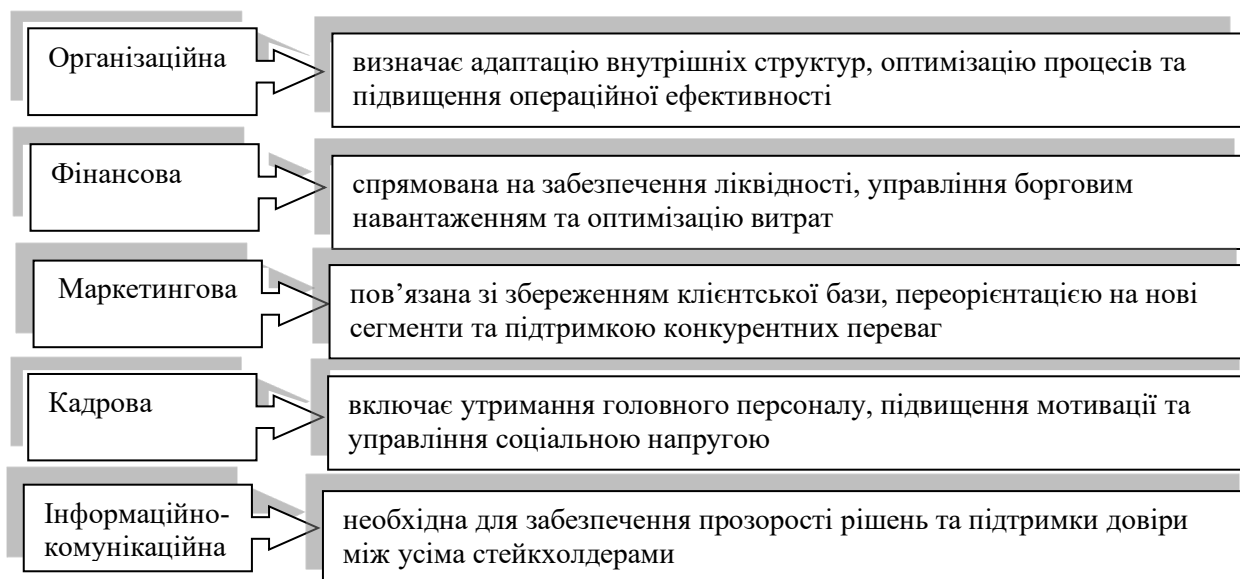 Організаційна
визначає адаптацію внутрішніх структур, оптимізацію процесів та
підвищення операційної ефективності
Фінансова
спрямована на забезпечення ліквідності, управління борговим
навантаженням та оптимізацію витрат
Маркетингова
пов’язана зі збереженням клієнтської бази, переорієнтацією на нові
сегменти та підтримкою конкурентних переваг
Кадрова
включає утримання головного персоналу, підвищення мотивації та
управління соціальною напругою
Інформаційно-
комунікаційна
необхідна для забезпечення прозорості рішень та підтримки довіри
між усіма стейкхолдерами